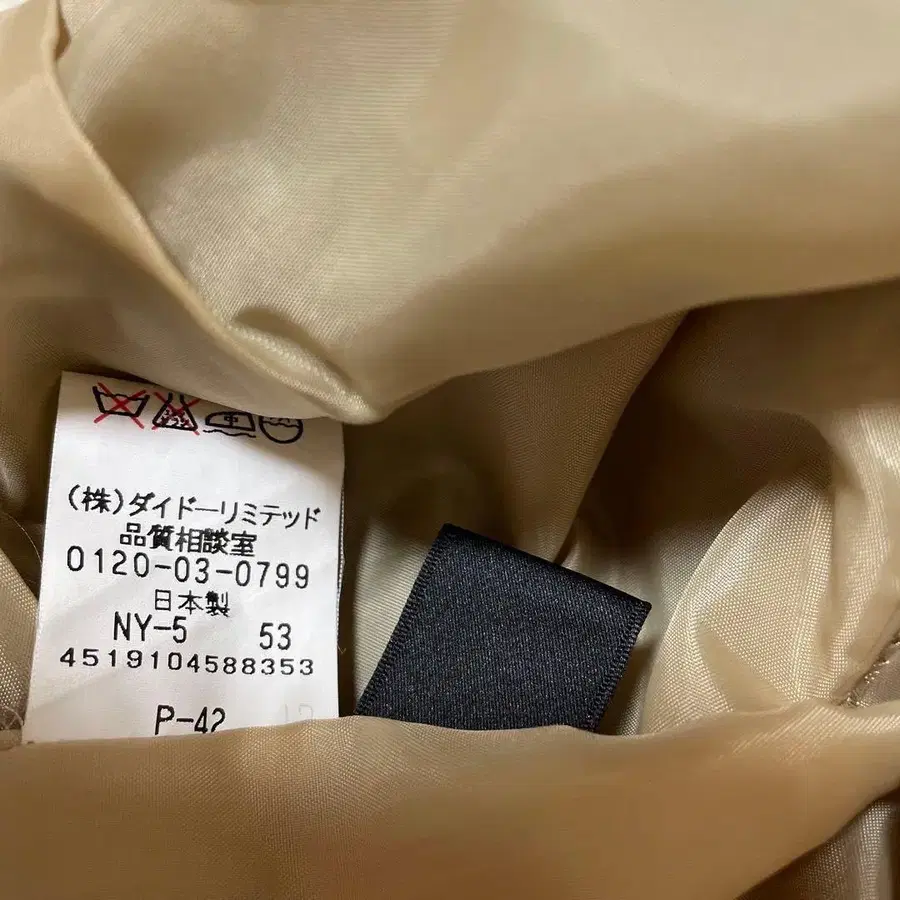 中
(株)ダイドーリミテッド
品質相談室
0120-03-0799
日本製
NY-5 53
4519104588353
P-42